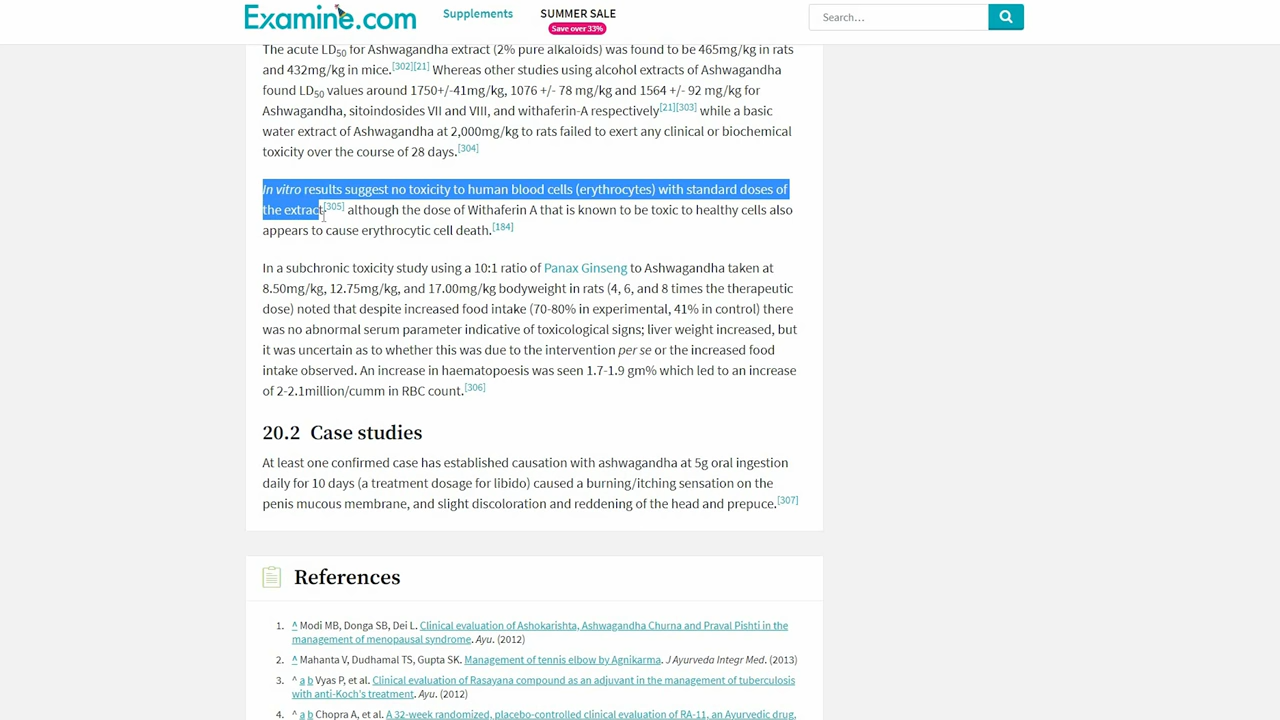 Examine.com
Supplements
SUMMER SALE
Save over 33%
Search...
The acute LD50 for Ashwagandha extract (2% pure alkaloids) was found to be 465mg/kg in rats
and 432mg/kg in mice.[302][21] Whereas other studies using alcohol extracts of Ashwagandha
found LD50 values around 1750+/-41mg/kg, 1076 +/- 78 mg/kg and 1564 +/- 92 mg/kg for
Ashwagandha, sitoindosides VII and VIII, and withaferin-A respectively[21][303] while a basic
water extract of Ashwagandha at 2,000mg/kg to rats failed to exert any clinical or biochemical
toxicity over the course of 28 days.[304]
In vitro results suggest no toxicity to human blood cells (erythrocytes) with standard doses of
the extract[305] although the dose of Withaferin A that is known to be toxic to healthy cells also
appears to cause erythrocytic cell death.[184]
In a subchronic toxicity study using a 10:1 ratio of Panax Ginseng to Ashwagandha taken at
8.50mg/kg, 12.75mg/kg, and 17.00mg/kg bodyweight in rats (4, 6, and 8 times the therapeutic
dose) noted that despite increased food intake (70-80% in experimental, 41% in control) there
was no abnormal serum parameter indicative of toxicological signs; liver weight increased, but
it was uncertain as to whether this was due to the intervention per se or the increased food
intake observed. An increase in haematopoesis was seen 1.7-1.9 gm% which led to an increase
of 2-2.1million/cumm in RBC count.[306]
20.2 Case studies
At least one confirmed case has established causation with ashwagandha at 5g oral ingestion
daily for 10 days (a treatment dosage for libido) caused a burning/itching sensation on the
penis mucous membrane, and slight discoloration and reddening of the head and prepuce.[307]
References
1. ^ Modi MB, Donga SB, Dei L. Clinical evaluation of Ashokarishta, Ashwagandha Churna and Praval Pishti in the
management of menopausal syndrome. Ayu. (2012)
2. ^ Mahanta V, Dudhamal TS, Gupta SK. Management of tennis elbow by Agnikarma. J Ayurveda Integr Med. (2013)
3. ^ a b Vyas P, et al. Clinical evaluation of Rasayana compound as an adjuvant in the management of tuberculosis
with anti-Koch's treatment. Ayu. (2012)
4. ^ a b Chopra A, et al. A 32-week randomized, placebo-controlled clinical evaluation of RA-11, an Ayurvedic drug,